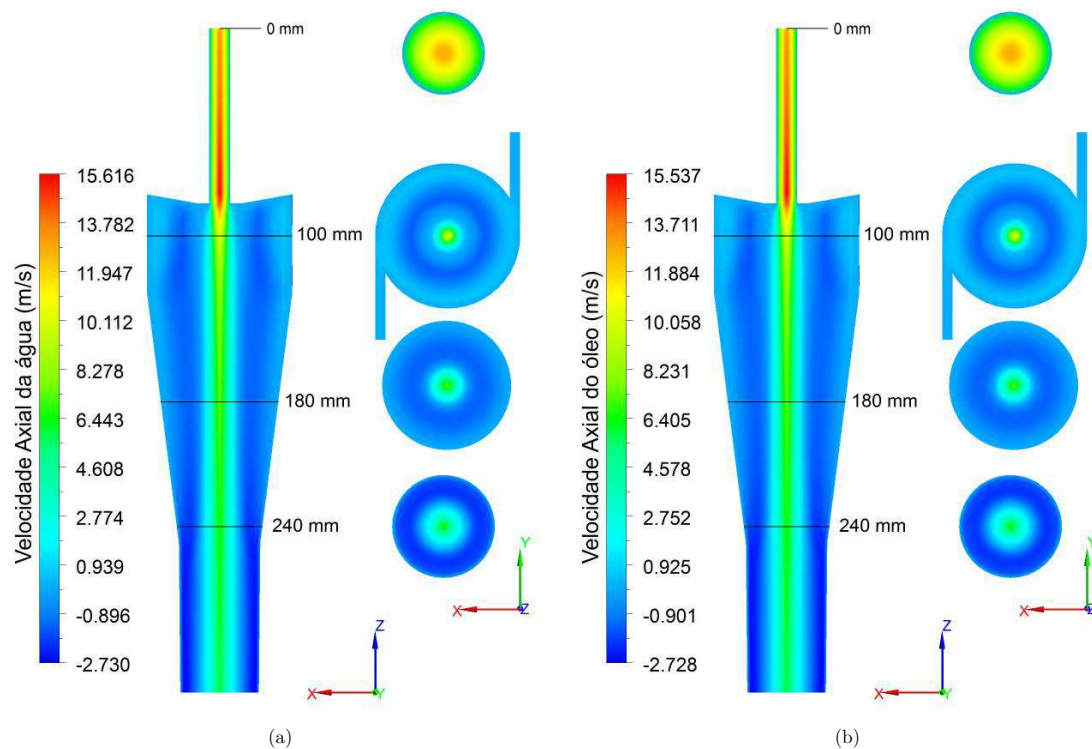 0 mm
15.616
13.782
11.947
10.112
8.278
6.443
4.608
2.774
0.939
-0.896
-2.730
Velocidade Axial da água (m/s)
100 mm
180 mm
240 mm
Y
X
Z
Z
X
Y
(a)
0 mm
15.537
13.711
11.884
10.058
8.231
6.405
4.578
2.752
0.925
-0.901
-2.728
Velocidade Axial do óleo (m/s)
100 mm
180 mm
240 mm
Y
X
Z
Z
X
Y
(b)